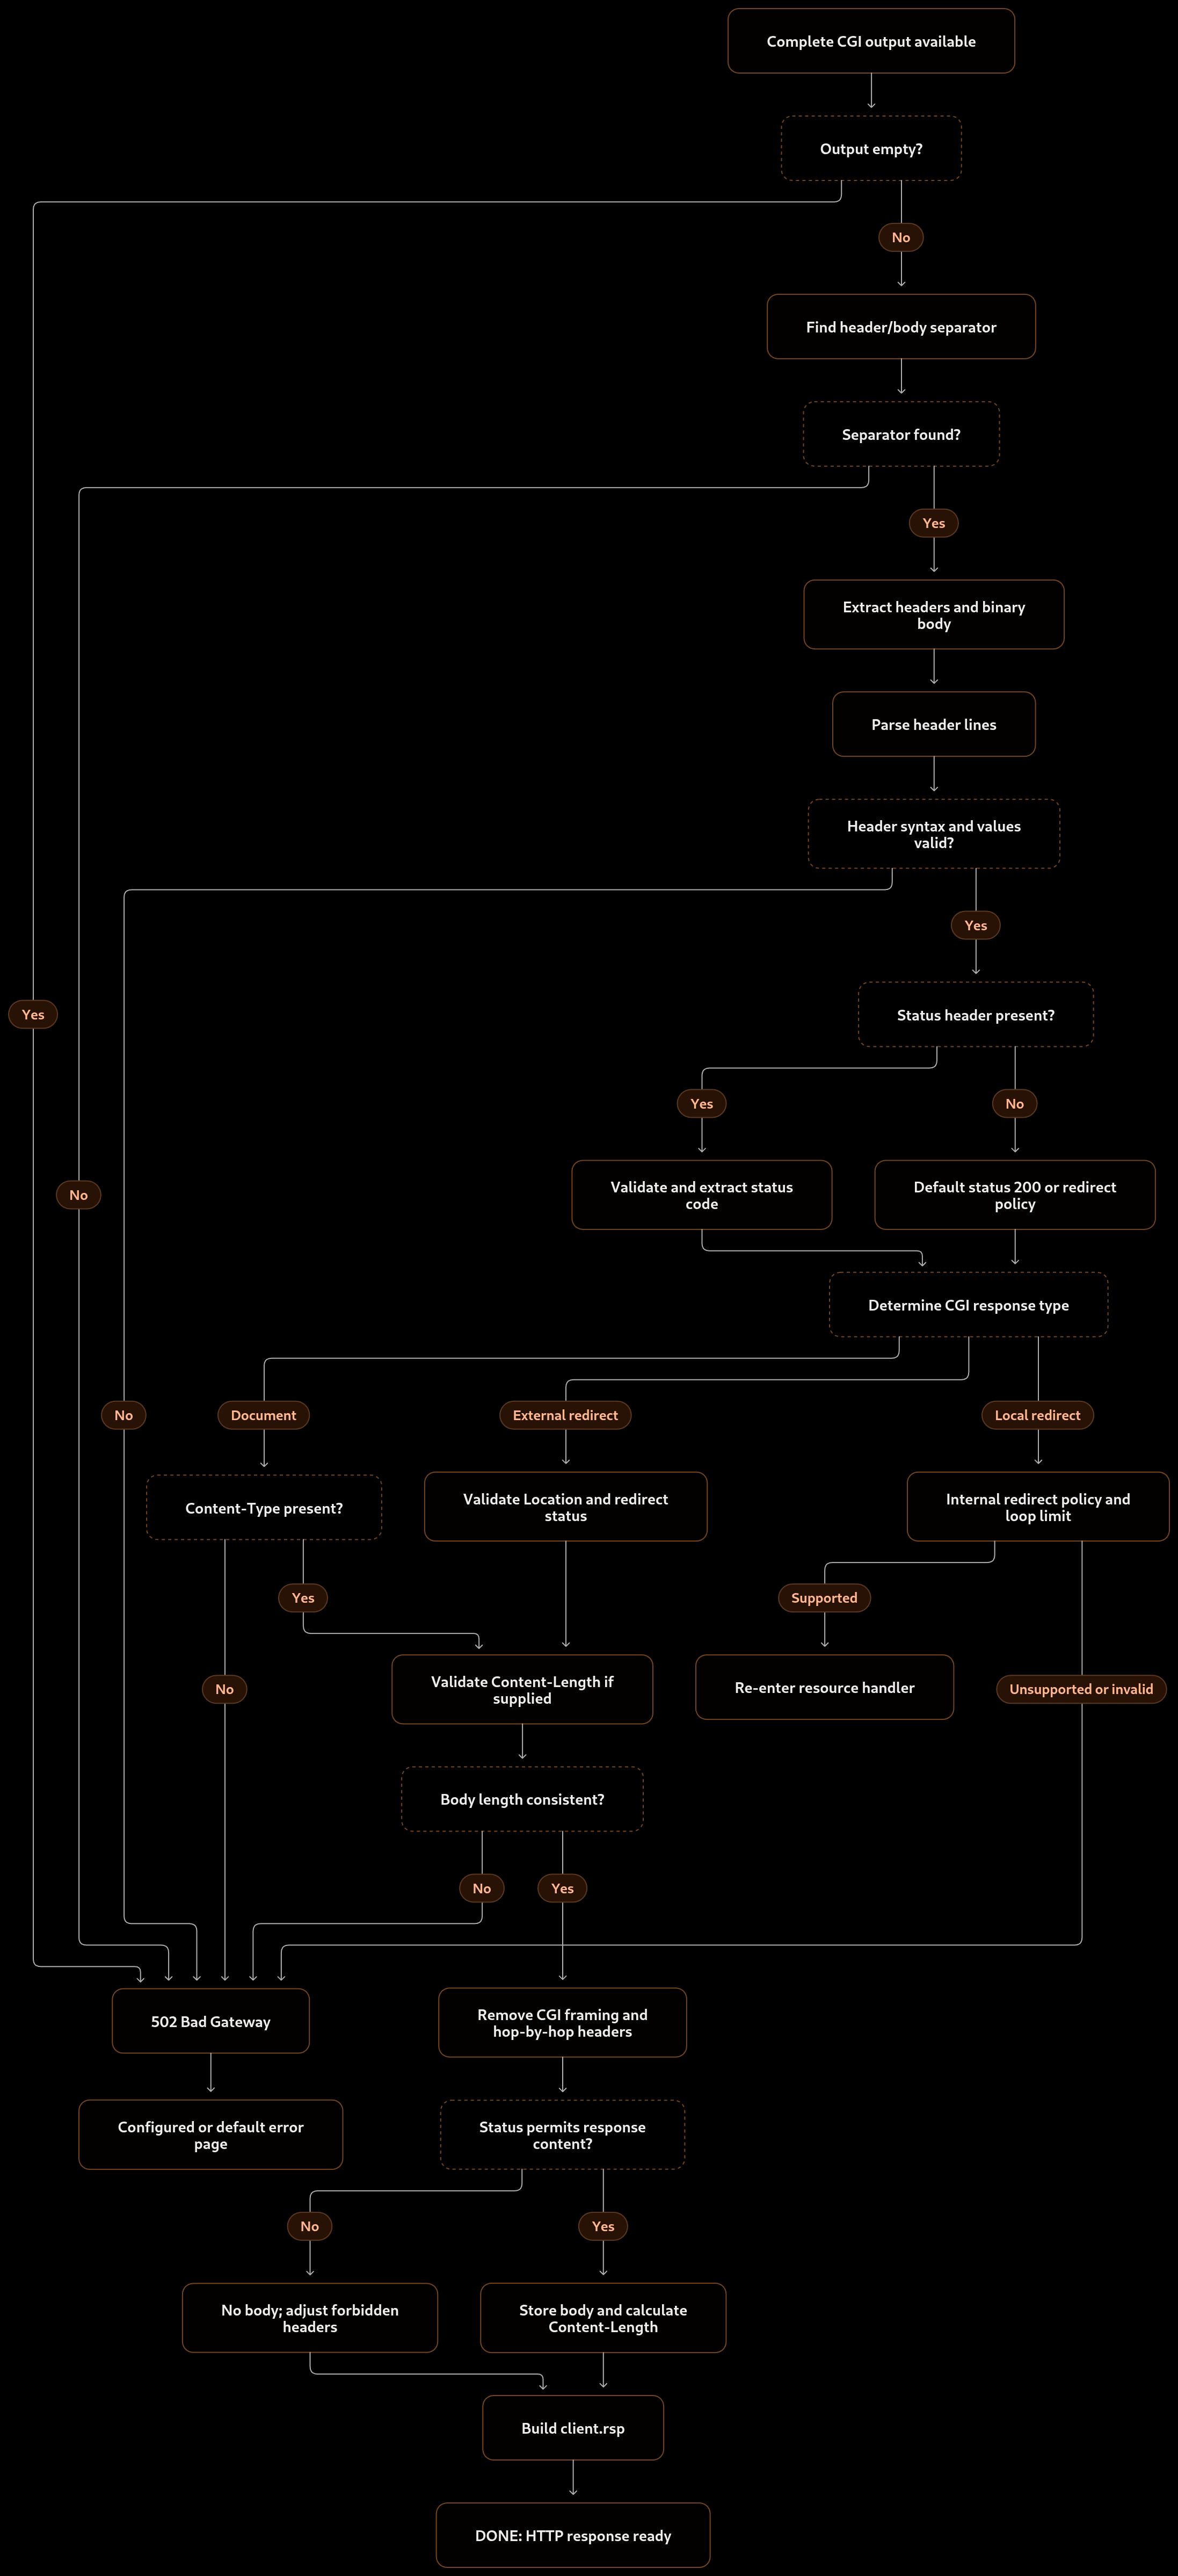 Complete CGI output available
Output empty?
No
Find header/body separator
Separator found?
Yes
Extract headers and binary
body
Parse header lines
Header syntax and values
valid?
Yes
Yes
Status header present?
Yes
No
No
Validate and extract status
code
Default status 200 or redirect
policy
Determine CGI response type
No
Document
External redirect
Local redirect
Content-Type present?
Validate Location and redirect
status
Internal redirect policy and
loop limit
Yes
Supported
No
Validate Content-Length if
supplied
Re-enter resource handler
Unsupported or invalid
Body length consistent?
No
Yes
502 Bad Gateway
Remove CGI framing and
hop-by-hop headers
Configured or default error
page
Status permits response
content?
No
Yes
No body; adjust forbidden
headers
Store body and calculate
Content-Length
Build client.rsp
DONE: HTTP response ready